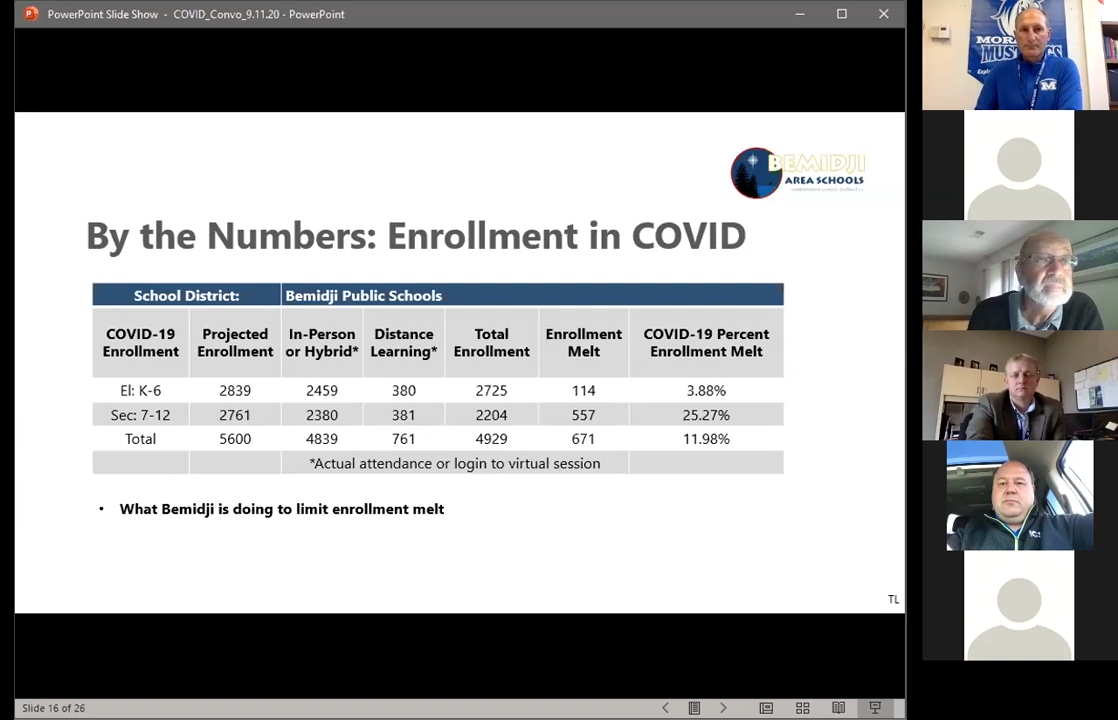 PowerPoint Slide Show - COVID_Convo_9.11.20 - PowerPoint
BEMIDJI
AREA SCHOOLS
By the Numbers: Enrollment in COVID
School District: Bemidji Public Schools
COVID-19 Enrollment Projected Enrollment In-Person or Hybrid* Distance Learning* Total Enrollment Enrollment Melt COVID-19 Percent Enrollment Melt
El: K-6 2839 2459 380 2725 114 3.88%
Sec: 7-12 2761 2380 381 2204 557 25.27%
Total 5600 4839 761 4929 671 11.98%
*Actual attendance or login to virtual session
• What Bemidji is doing to limit enrollment melt
TL
Slide 16 of 26
M